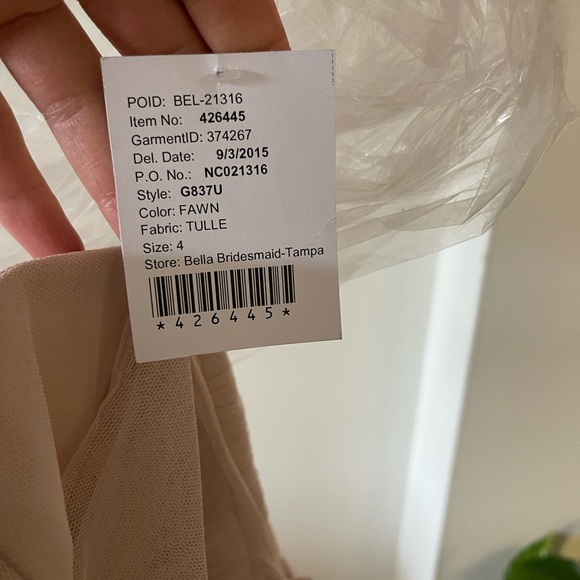 POID: BEL-21316
Item No: 426445
GarmentID: 374267
Del. Date: 9/3/2015
P.O. No.: NC021316
Style: G837U
Color: FAWN
Fabric: TULLE
Size: 4
Store: Bella Bridesmaid-Tampa
*426445*